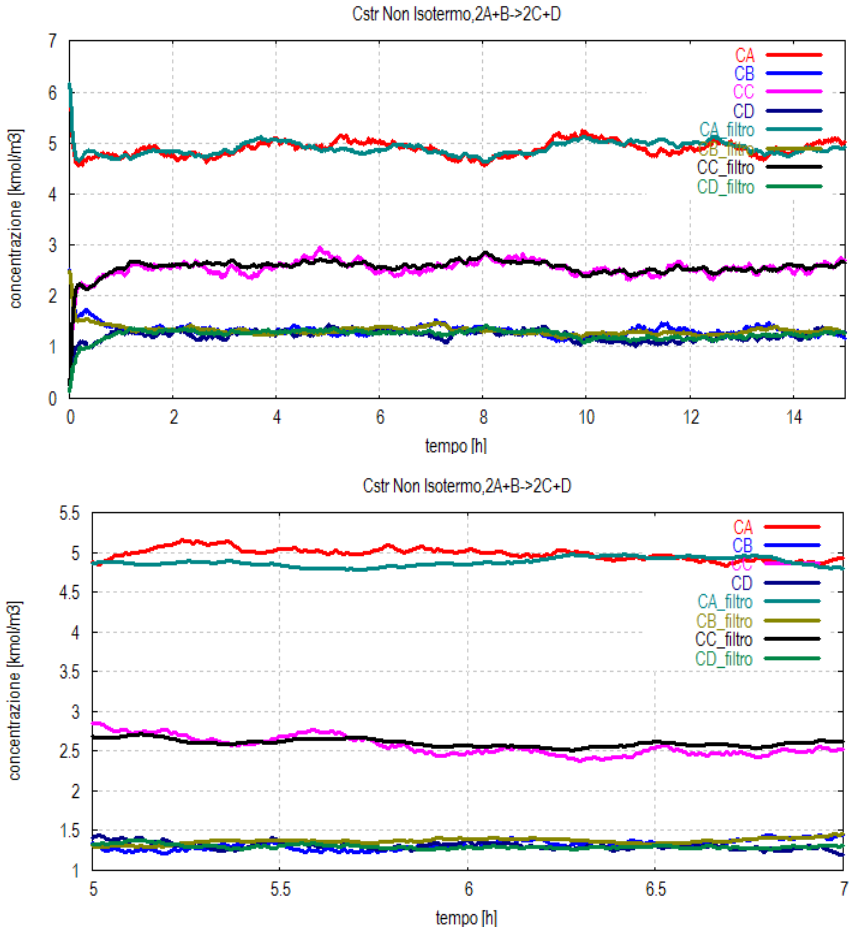 Cstr Non Isotermo,2A+B->2C+D
concentrazione [kmol/m3]
7
6
5
4
3
2
1
0
CA
CB
CC
CD
CA_filtro
CB_filtro
CC_filtro
CD_filtro
0 2 4 6 8 10 12 14
tempo [h]
Cstr Non Isotermo,2A+B->2C+D
concentrazione [kmol/m3]
5.5
5
4.5
4
3.5
3
2.5
2
1.5
1
CA
CB
CC
CD
CA_filtro
CB_filtro
CC_filtro
CD_filtro
5 5.5 6 6.5 7
tempo [h]